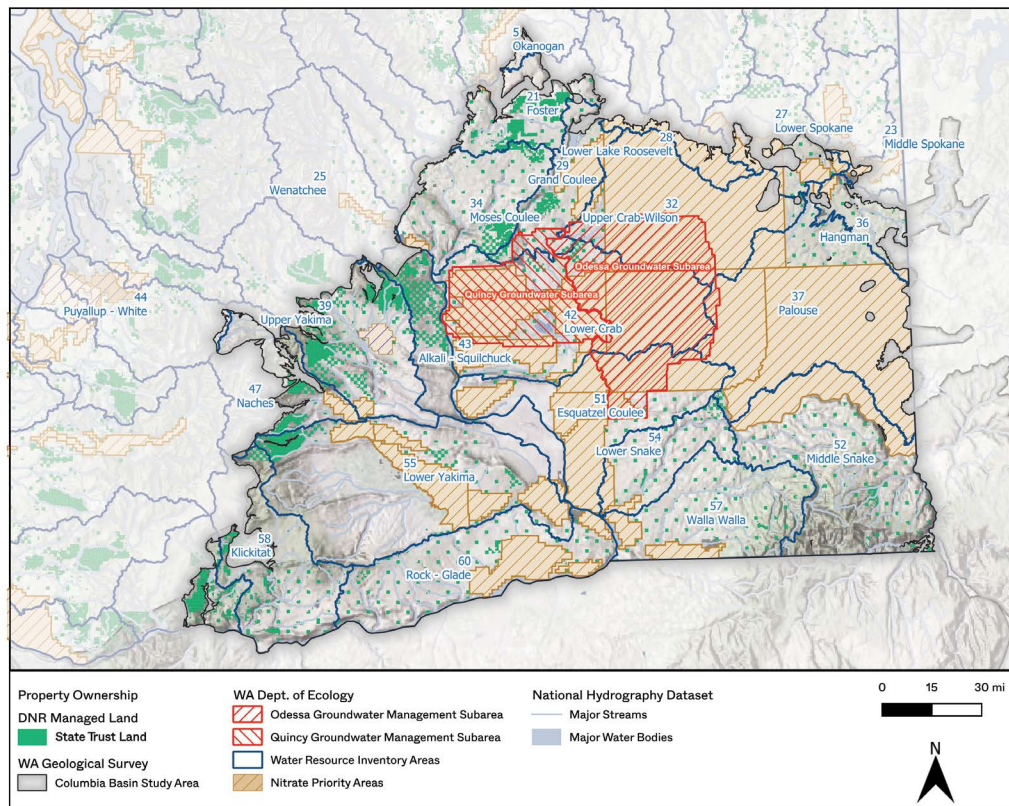 5
Okanogan
21
Foster
28
Lower Lake Roosevelt
27
Lower Spokane
23
Middle Spokane
29
Grand Coulee
25
Wenatchee
34
Moses Coulee
32
Upper Crab-Wilson
36
Hangman
Odessa Groundwater Subarea
Quincy Groundwater Subarea
44
Puyallup - White
39
Upper Yakima
37
Palouse
42
Lower Crab
43
Alkali - Squilchuck
47
Naches
51
Esquatzel Coulee
54
Lower Snake
52
Middle Snake
55
Lower Yakima
57
Walla Walla
58
Klickitat
60
Rock - Glade
Property Ownership
DNR Managed Land
State Trust Land
WA Geological Survey
Columbia Basin Study Area
WA Dept. of Ecology
Odessa Groundwater Management Subarea
Quincy Groundwater Management Subarea
Water Resource Inventory Areas
Nitrate Priority Areas
National Hydrography Dataset
Major Streams
Major Water Bodies
0 15 30 mi
N